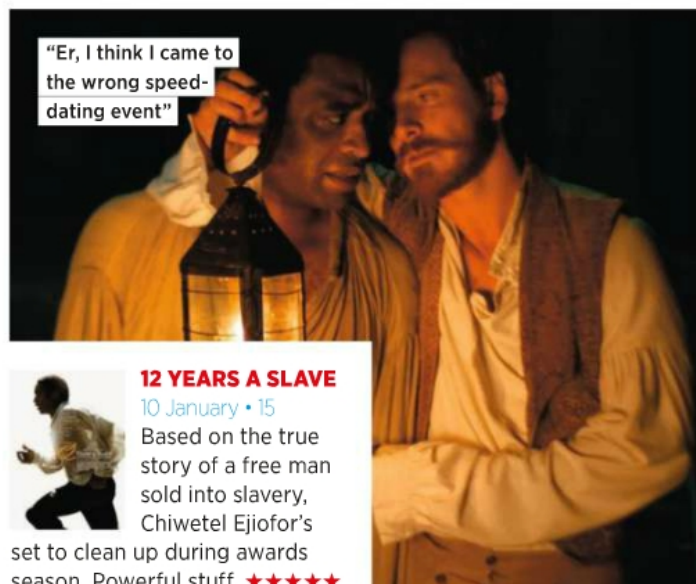 “Er, I think I came to
the wrong speed-
dating event”
12 YEARS A SLAVE
10 January • 15
Based on the true
story of a free man
sold into slavery,
Chiwetel Ejiofor’s
set to clean up during awards
season. Powerful stuff. ★★★★★